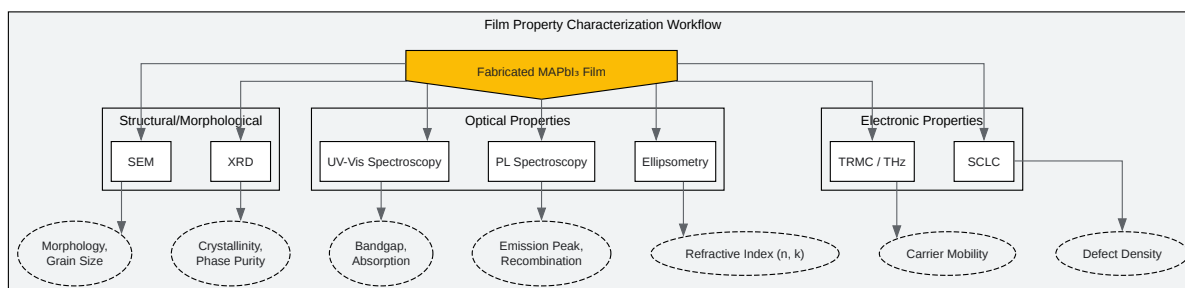 Film Property Characterization Workflow
Fabricated MAPbI₃ Film
Structural/Morphological
Optical Properties
Electronic Properties
SEM
XRD
UV-Vis Spectroscopy
PL Spectroscopy
Ellipsometry
TRMC / THz
SCLC
Morphology,
Grain Size
Crystallinity,
Phase Purity
Bandgap,
Absorption
Emission Peak,
Recombination
Refractive Index (n, k)
Carrier Mobility
Defect Density